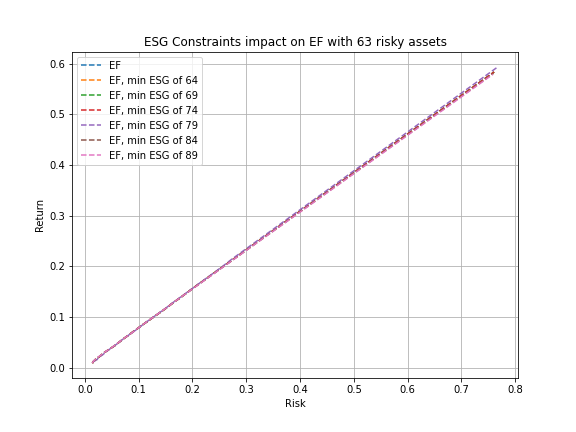 ESG Constraints impact on EF with 63 risky assets
EF
EF, min ESG of 64
EF, min ESG of 69
EF, min ESG of 74
EF, min ESG of 79
EF, min ESG of 84
EF, min ESG of 89
Return
0.6
0.5
0.4
0.3
0.2
0.1
0.0
0.0 0.1 0.2 0.3 0.4 0.5 0.6 0.7 0.8
Risk